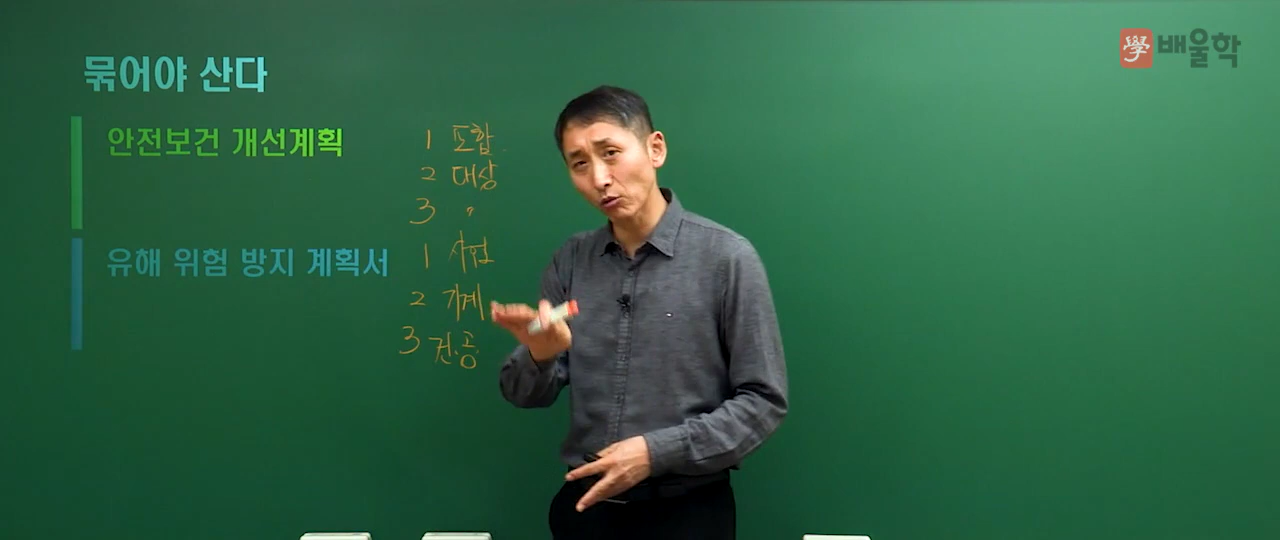 學 배울학
묶어야 산다
안전보건 개선계획
1 포함
2 대상
3 〃
유해 위험 방지 계획서
1 사업
2 기계
3 건.공